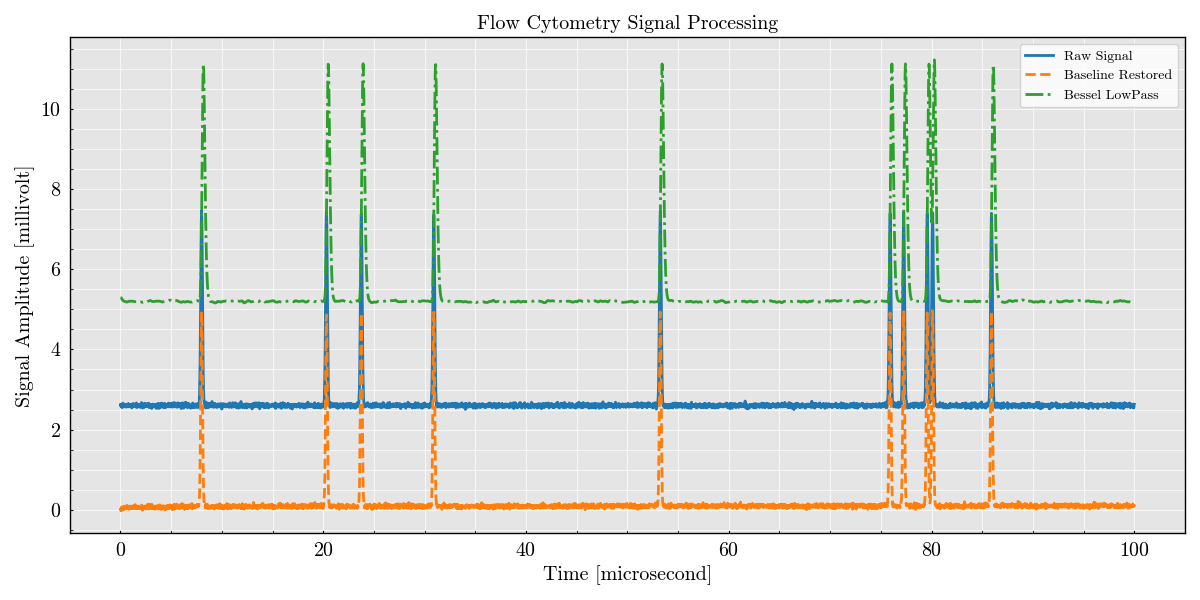 Flow Cytometry Signal Processing
Raw Signal
Baseline Restored
Bessel LowPass
Signal Amplitude [millivolt]
10
8
6
4
2
0
0 20 40 60 80 100
Time [microsecond]